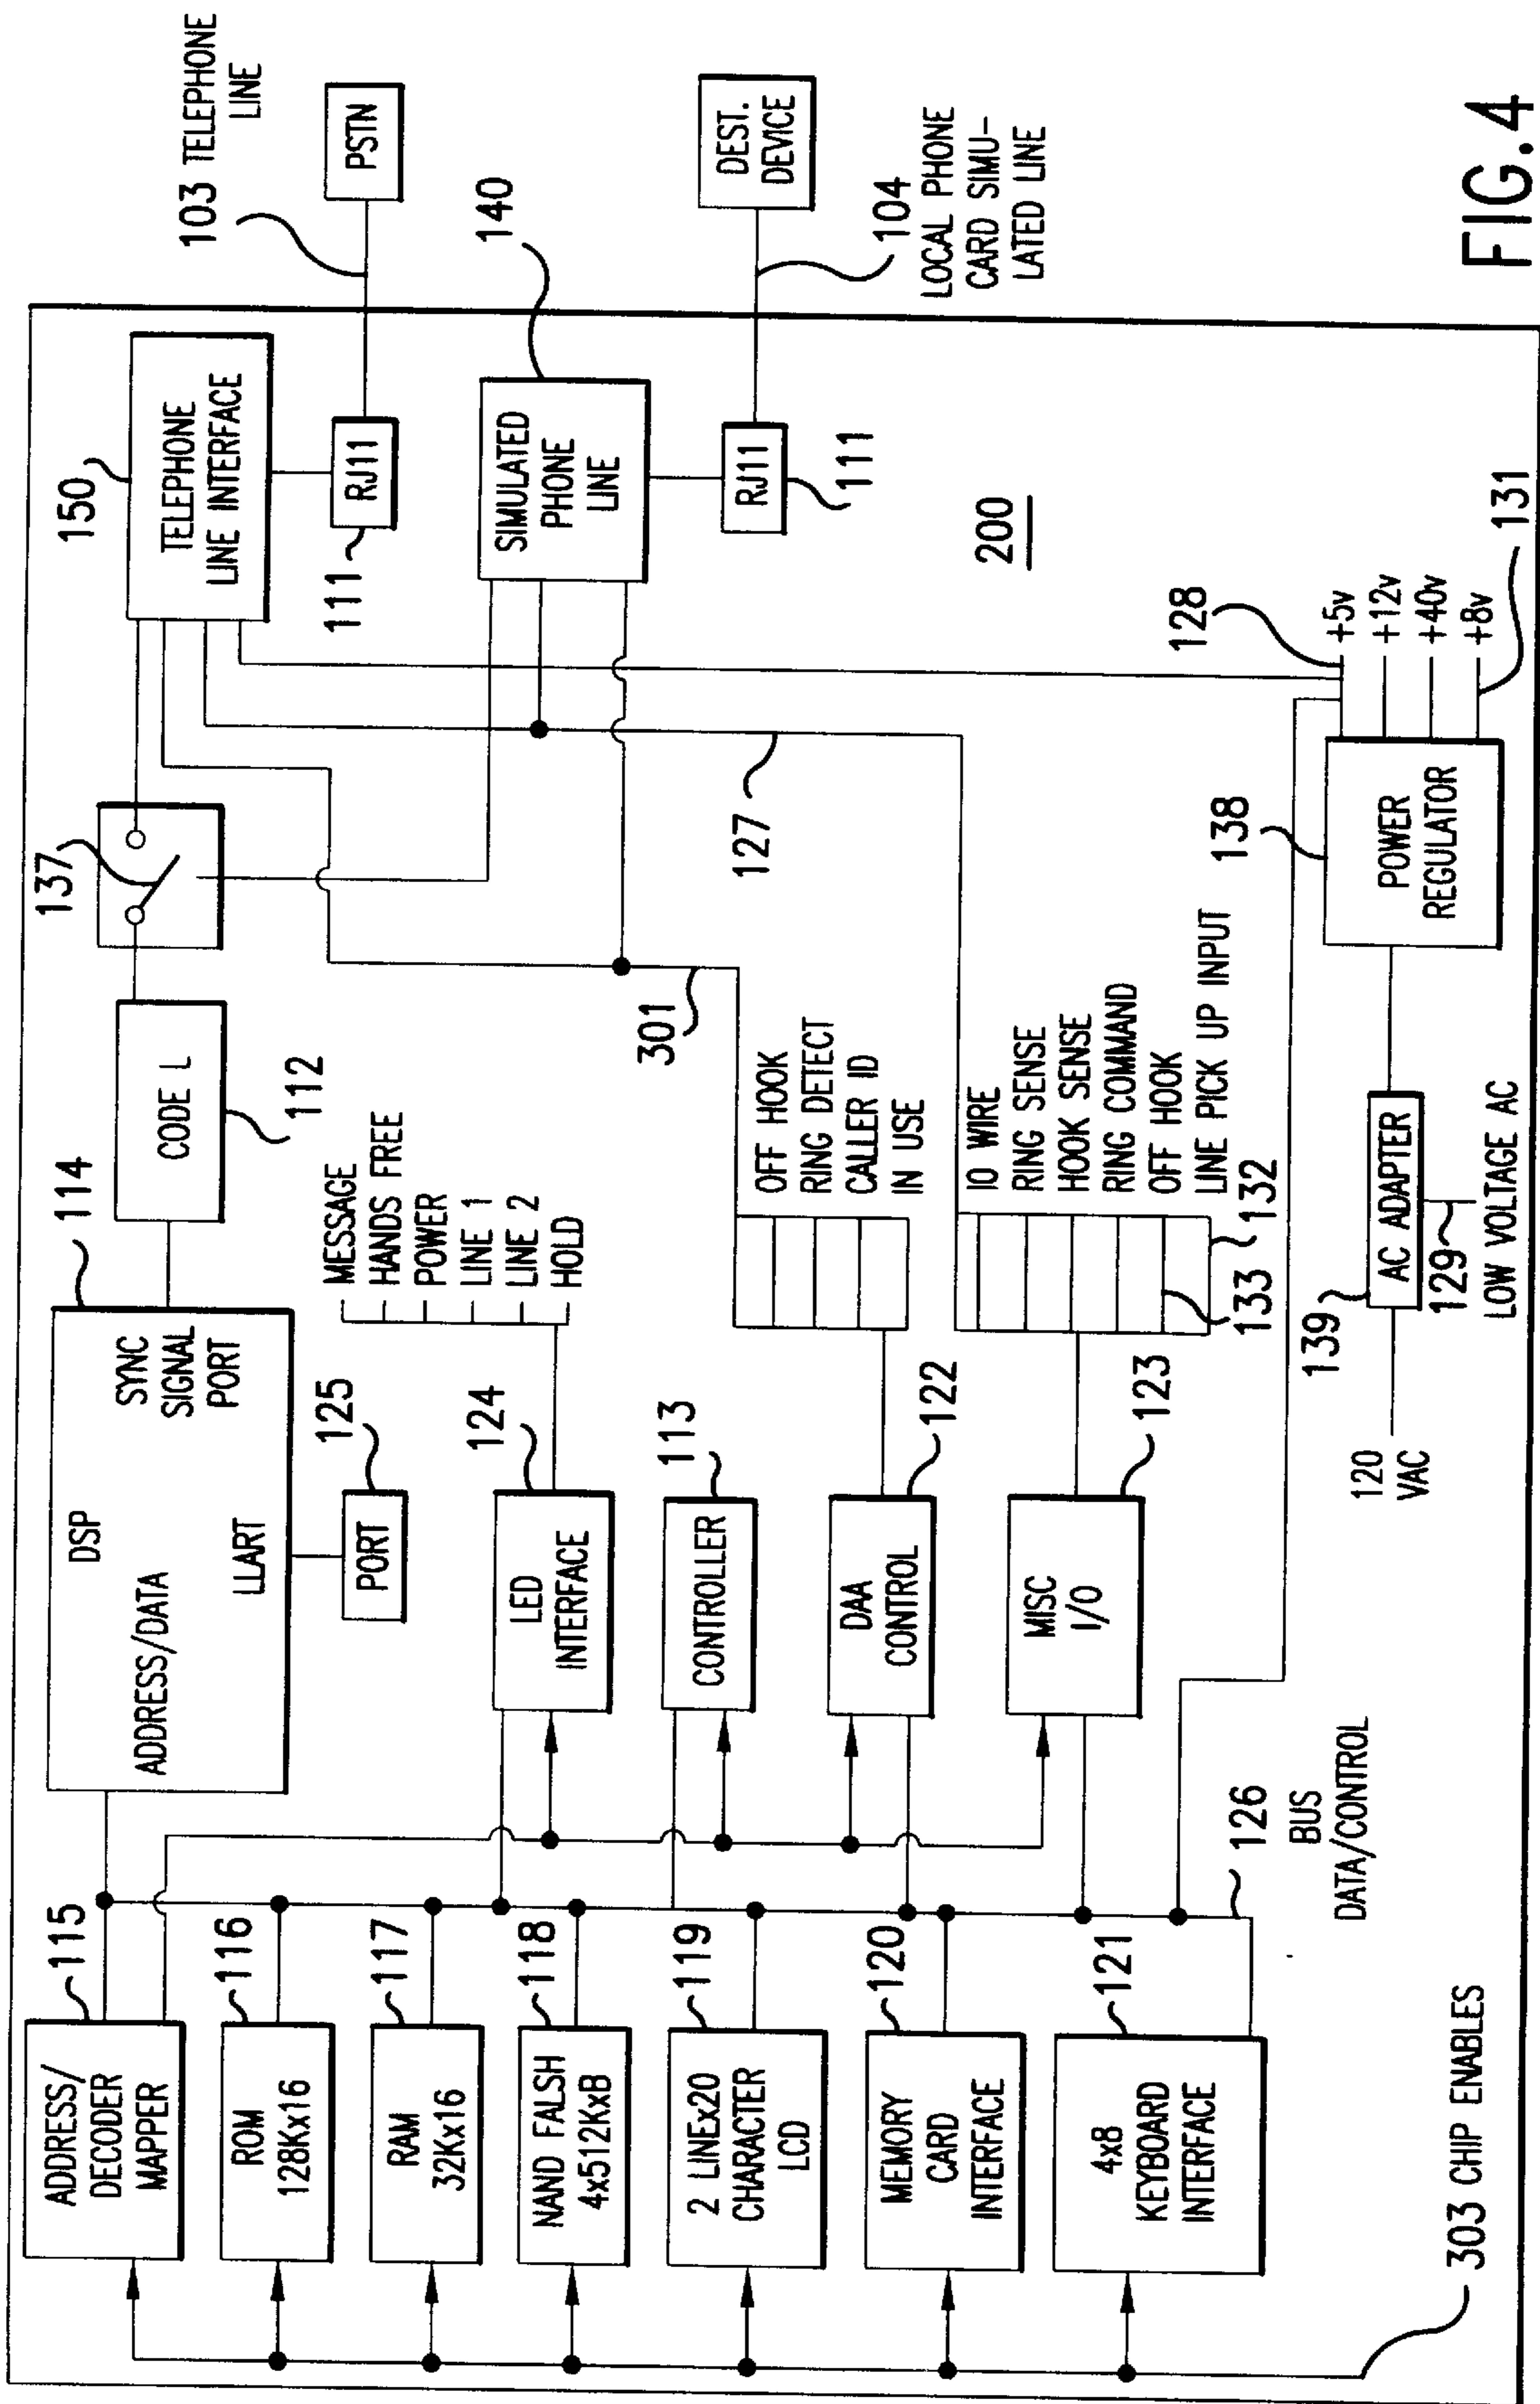 115
ADDRESS/
DECODER
MAPPER
116
ROM
128Kx16
117
RAM
32Kx16
118
NAND FALSH
4x512KxB
119
2 LINEx20
CHARACTER
LCD
120
MEMORY
CARD
INTERFACE
121
4x8
KEYBOARD
INTERFACE
303 CHIP ENABLES
126
BUS
DATA/CONTROL
114
DSP
SYNC
SIGNAL
PORT
ADDRESS/DATA
LLART
125
PORT
124
LED
INTERFACE
MESSAGE
HANDS FREE
POWER
LINE 1
LINE 2
HOLD
113
CONTROLLER
122
DAA
CONTROL
OFF HOOK
RING DETECT
CALLER ID
IN USE
123
MISC
I/O
IO WIRE
RING SENSE
HOOK SENSE
RING COMMAND
OFF HOOK
LINE PICK UP INPUT
133
132
112
CODE L
137
301
127
150
TELEPHONE
LINE INTERFACE
111
RJ11
103 TELEPHONE
LINE
PSTN
140
SIMULATED
PHONE
LINE
RJ11
111
DEST.
DEVICE
104
LOCAL PHONE
CARD SIMU-
LATED LINE
200
120
VAC
139
AC ADAPTER
129
LOW VOLTAGE AC
138
POWER
REGULATOR
128
+5v
+12v
+40v
+8v
131
FIG.4